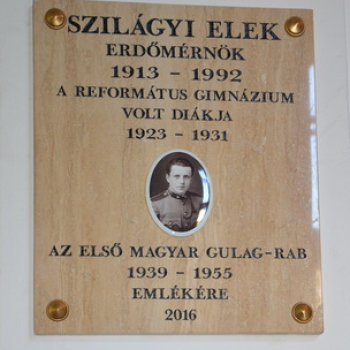 SZILÁGYI ELEK
ERDŐMÉRNÖK
1913 - 1992
A REFORMÁTUS GIMNÁZIUM
VOLT DIÁKJA
1923 - 1931
AZ ELSŐ MAGYAR GULAG-RAB
1939 - 1955
EMLÉKÉRE
2016